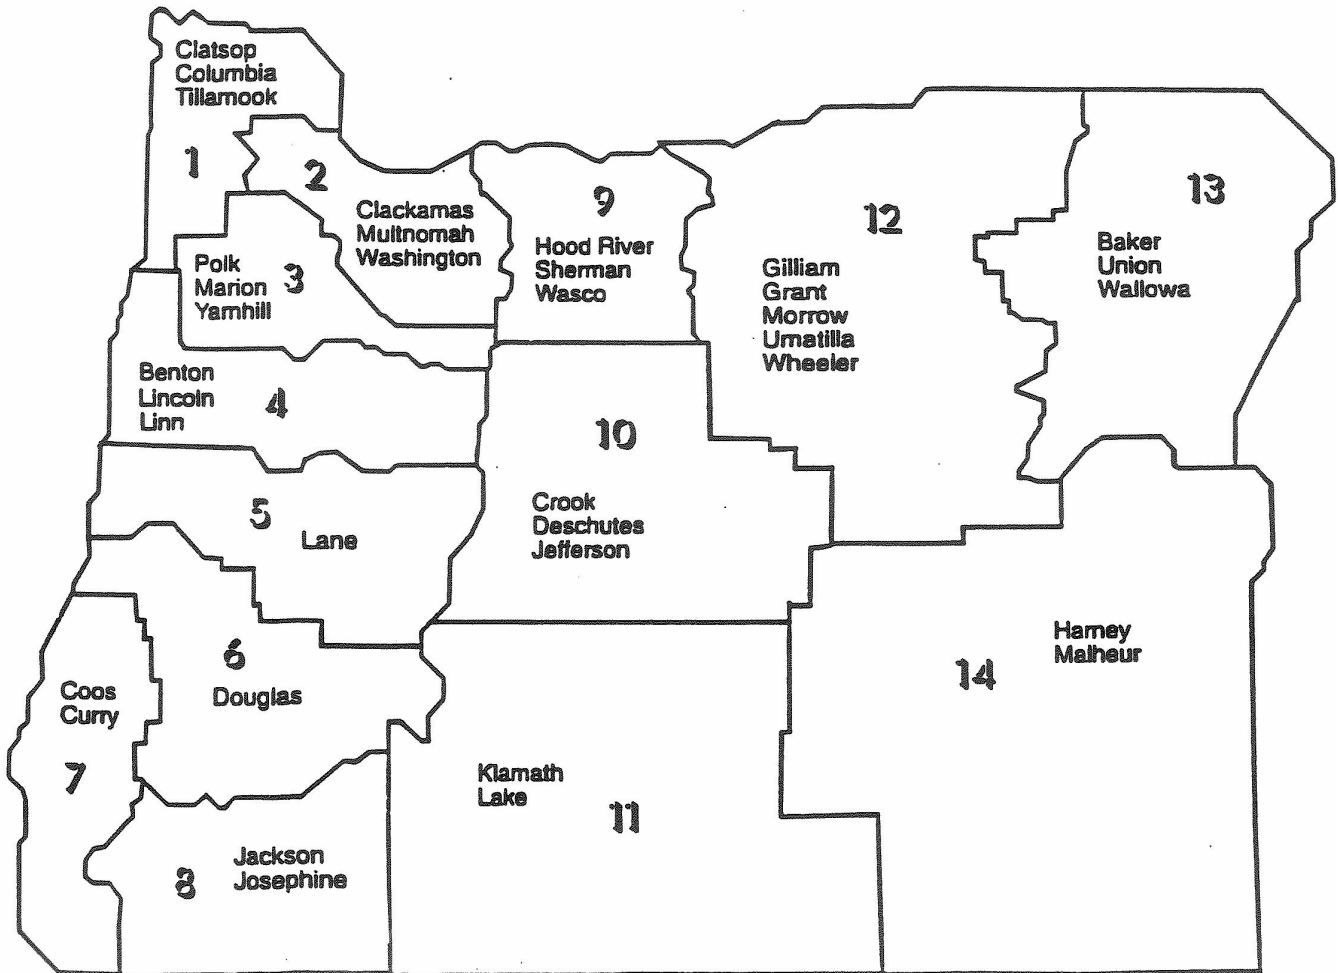 Clatsop
Columbia
Tillamook
1
2
Clackamas
Multnomah
Washington
Polk
Marion
Yamhill
3
Benton
Lincoln
Linn
4
5
Lane
6
Douglas
Coos
Curry
7
8
Jackson
Josephine
9
Hood River
Sherman
Wasco
10
Crook
Deschutes
Jefferson
Klamath
Lake
11
12
Gilliam
Grant
Morrow
Umatilla
Wheeler
13
Baker
Union
Wallowa
Harney
Malheur
14